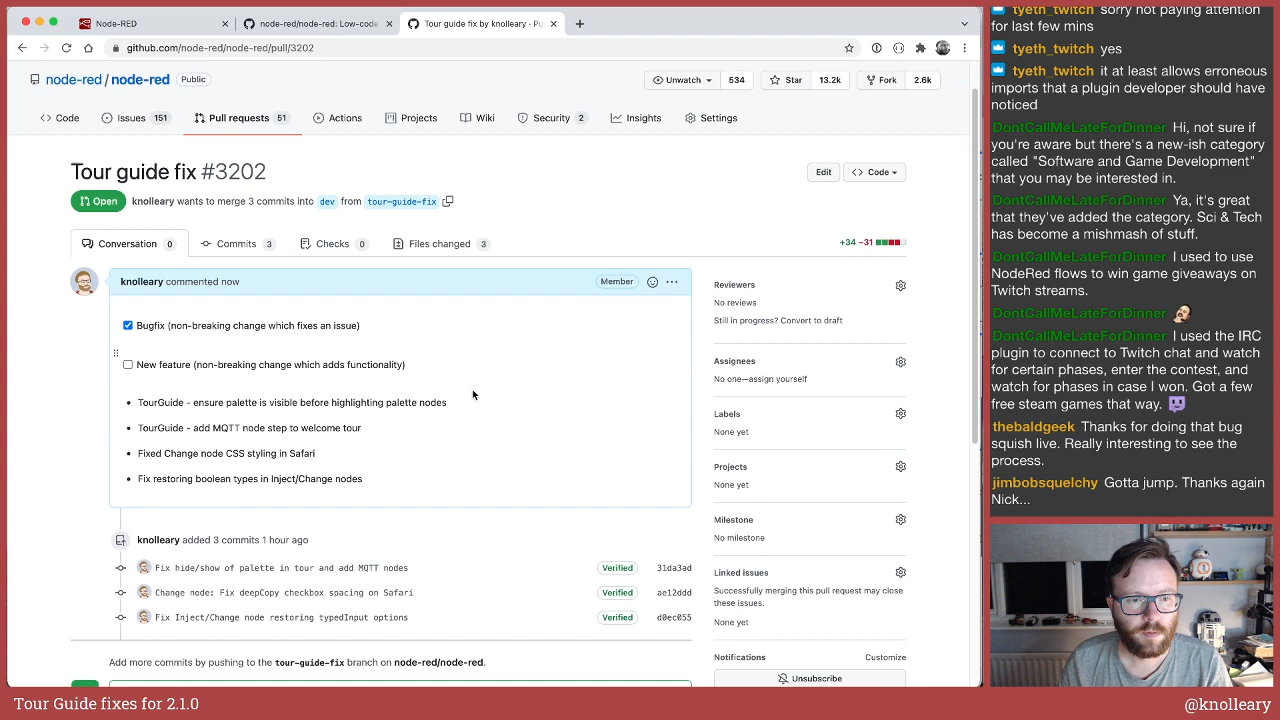 Node-RED
node-red/node-red: Low-code
Tour guide fix by knolleary · Pu
github.com/node-red/node-red/pull/3202
node-red / node-red Public
Unwatch 534
Star 13.2k
Fork 2.6k
Code
Issues 151
Pull requests 51
Actions
Projects
Wiki
Security 2
Insights
Settings
Tour guide fix #3202
Edit
Code
Open knolleary wants to merge 3 commits into dev from tour-guide-fix
Conversation 0
Commits 3
Checks 0
Files changed 3
+34 −31
knolleary commented now
Member
Bugfix (non-breaking change which fixes an issue)
New feature (non-breaking change which adds functionality)
• TourGuide - ensure palette is visible before highlighting palette nodes
• TourGuide - add MQTT node step to welcome tour
• Fixed Change node CSS styling in Safari
• Fix restoring boolean types in Inject/Change nodes
knolleary added 3 commits 1 hour ago
Fix hide/show of palette in tour and add MQTT nodes Verified 31da3ad
Change node: Fix deepCopy checkbox spacing on Safari Verified ae12ddd
Fix Inject/Change node restoring typedInput options Verified d0ec055
Add more commits by pushing to the tour-guide-fix branch on node-red/node-red.
Reviewers
No reviews
Still in progress? Convert to draft
Assignees
No one—assign yourself
Labels
None yet
Projects
None yet
Milestone
No milestone
Linked issues
Successfully merging this pull request may close
these issues.
None yet
Notifications Customize
Unsubscribe
tyeth_twitch sorry not paying attention
for last few mins
tyeth_twitch yes
tyeth_twitch it at least allows erroneous
imports that a plugin developer should have
noticed
DontCallMeLateForDinner Hi, not sure if
you're aware but there's a new-ish category
called "Software and Game Development"
that you may be interested in.
DontCallMeLateForDinner Ya, it's great
that they've added the category. Sci & Tech
has become a mishmash of stuff.
DontCallMeLateForDinner I used to use
NodeRed flows to win game giveaways on
Twitch streams.
DontCallMeLateForDinner
DontCallMeLateForDinner I used the IRC
plugin to connect to Twitch chat and watch
for certain phases, enter the contest, and
watch for phases in case I won. Got a few
free steam games that way.
thebaldgeek Thanks for doing that bug
squish live. Really interesting to see the
process.
jimbobsquelchy Gotta jump. Thanks again
Nick...
Tour Guide fixes for 2.1.0
@knolleary